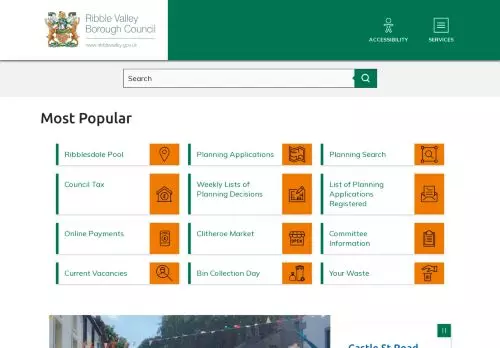 Ribble Valley
Borough Council
www.ribblevalley.gov.uk
ACCESSIBILITY
SERVICES
Search
Most Popular
Ribblesdale Pool
Planning Applications
Planning Search
Council Tax
Weekly Lists of
Planning Decisions
List of Planning
Applications
Registered
Online Payments
Clitheroe Market
OPEN
Committee
Information
Current Vacancies
Bin Collection Day
Your Waste
Castle St Road